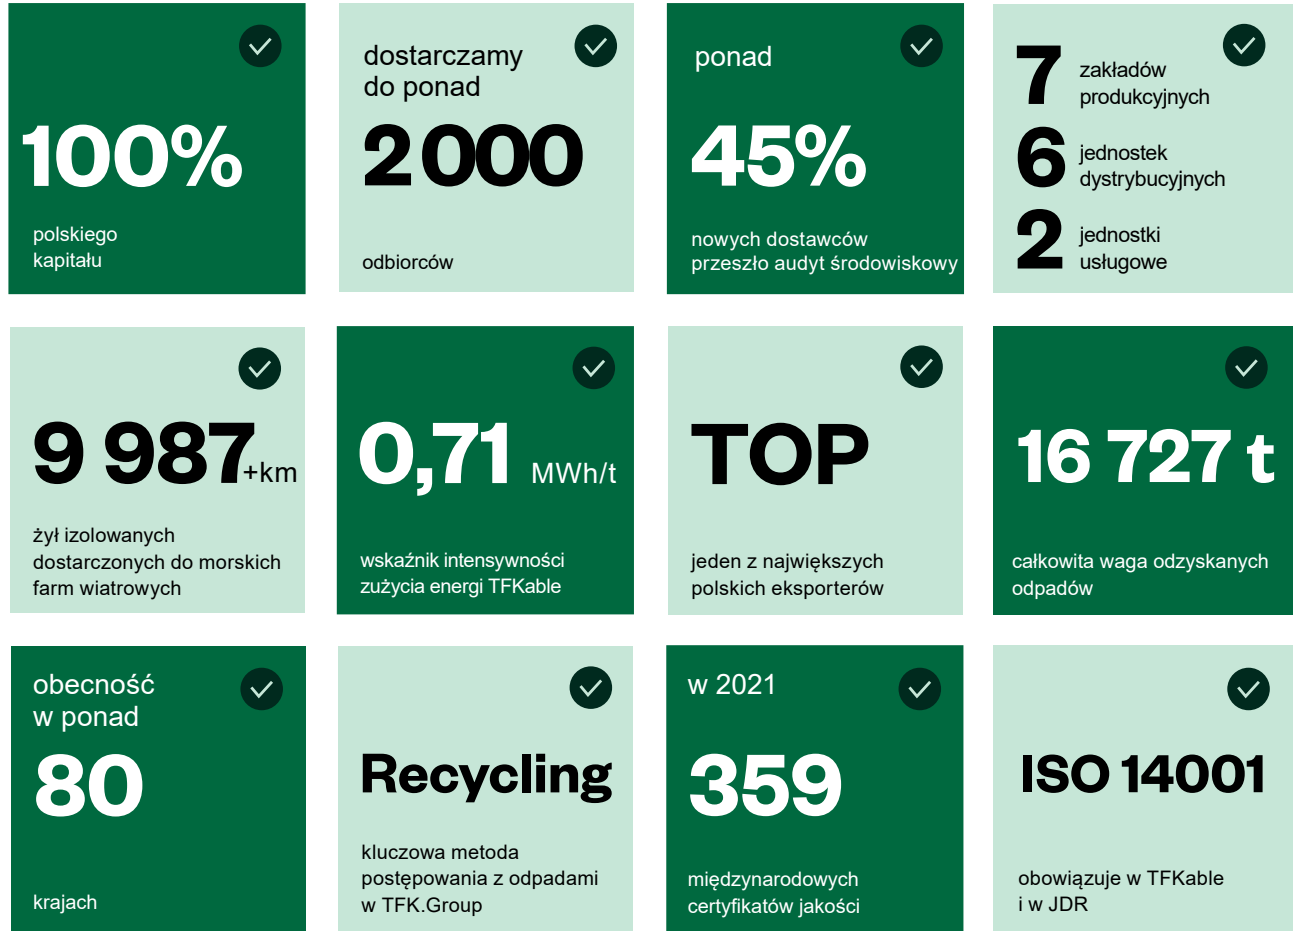 100%
polskiego
kapitału
dostarczamy
do ponad
2 000
odbiorców
ponad
45%
nowych dostawców
przeszło audyt środowiskowy
7 zakładów
produkcyjnych
6 jednostek
dystrybucyjnych
2 jednostki
usługowe
9 987+km
żył izolowanych
dostarczonych do morskich
farm wiatrowych
0,71 MWh/t
wskaźnik intensywności
zużycia energi TFKable
TOP
jeden z największych
polskich eksporterów
16 727 t
całkowita waga odzyskanych
odpadów
obecność
w ponad
80
krajach
Recycling
kluczowa metoda
postępowania z odpadami
w TFK.Group
w 2021
359
międzynarodowych
certyfikatów jakości
ISO 14001
obowiązuje w TFKable
i w JDR